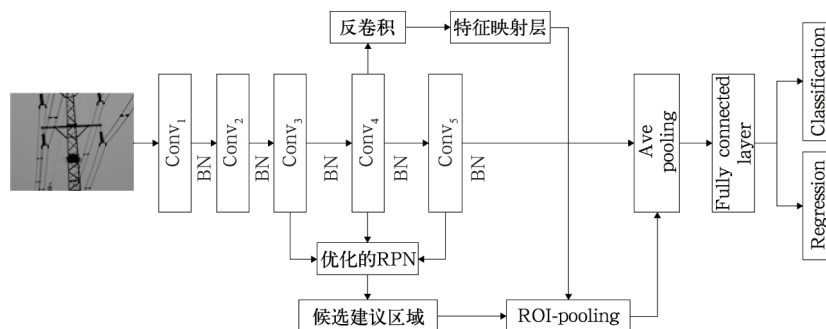 反卷积
特征映射层
Conv1
BN
Conv2
BN
Conv3
BN
Conv4
BN
Conv5
BN
Ave
pooling
Fully connected
layer
Classification
Regression
优化的RPN
候选建议区域
ROI-pooling